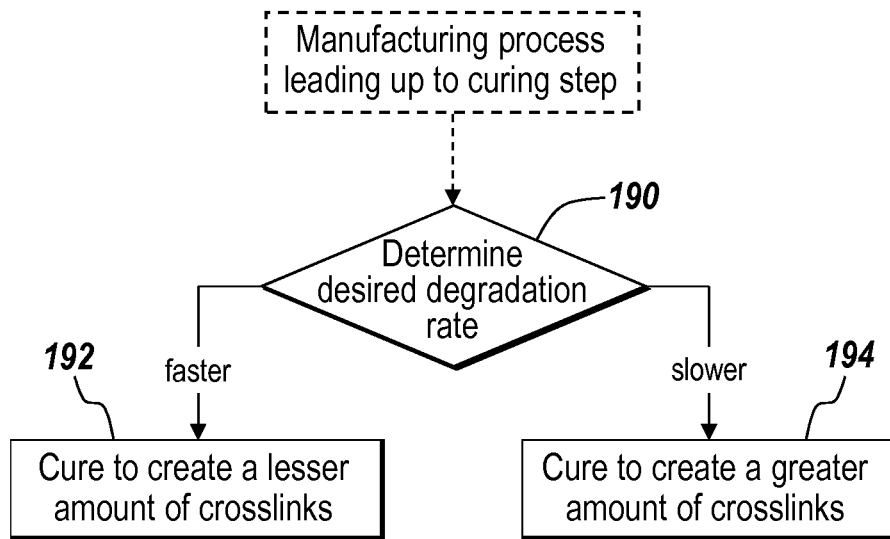 Manufacturing process
leading up to curing step
190
Determine
desired degradation
rate
192
faster
slower
194
Cure to create a lesser
amount of crosslinks
Cure to create a greater
amount of crosslinks